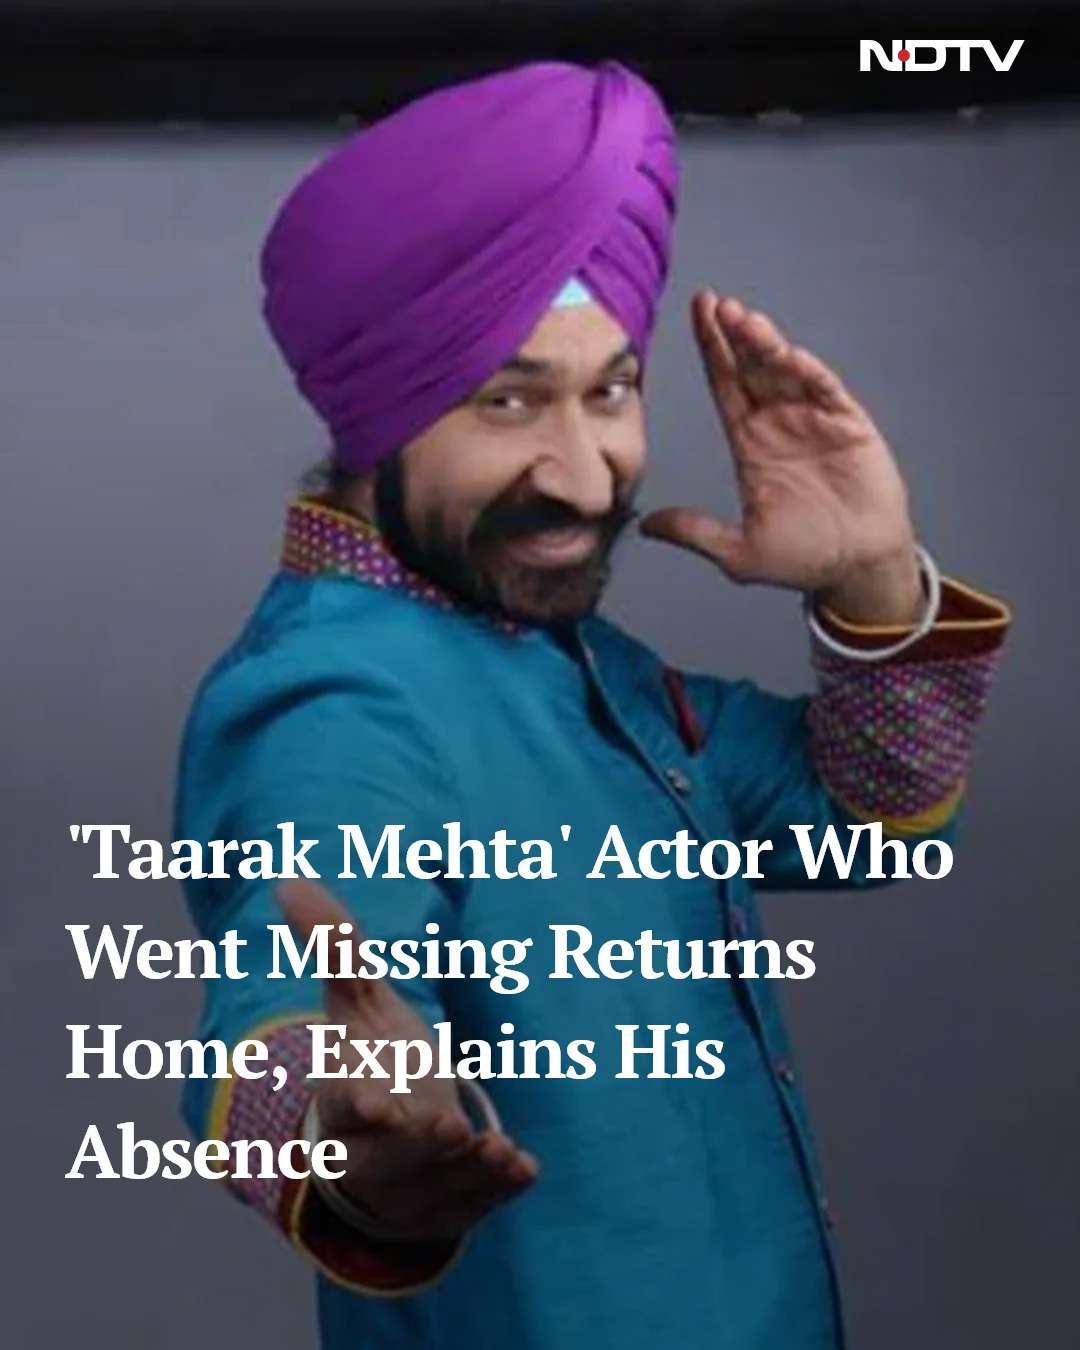 NDTV
'Taarak Mehta' Actor Who
Went Missing Returns
Home, Explains His
Absence